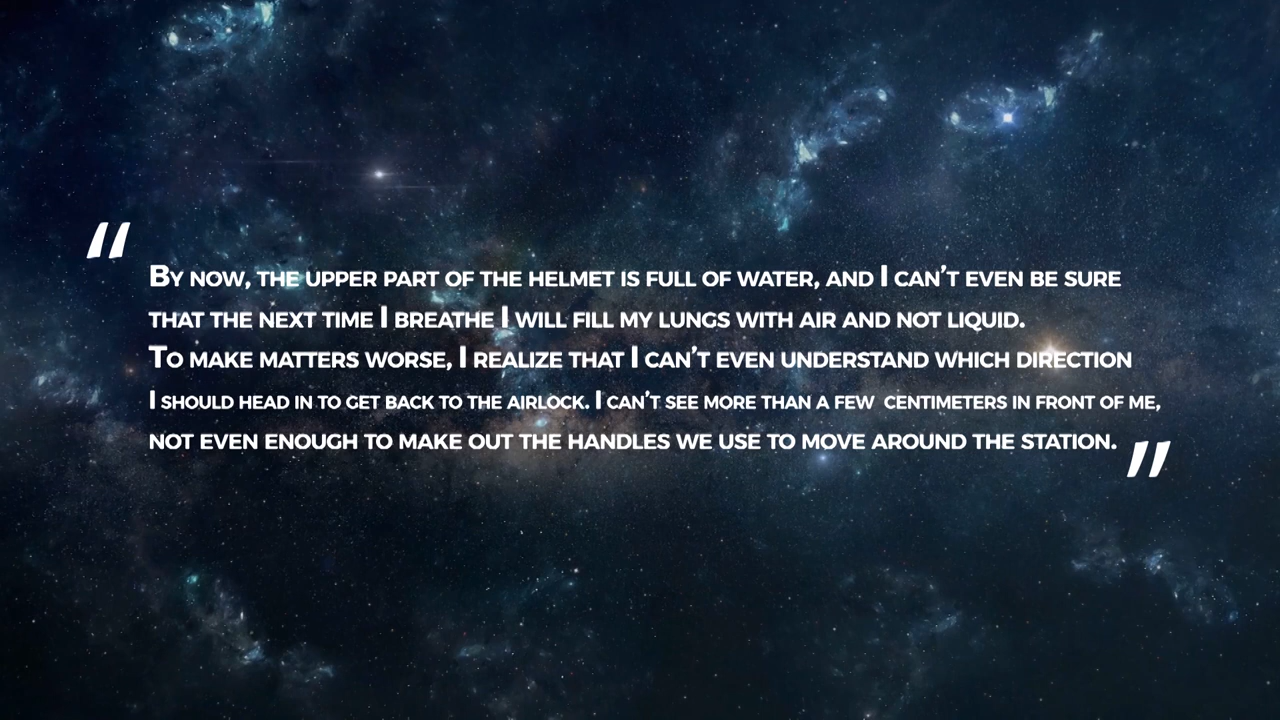 “
By now, the upper part of the helmet is full of water, and I can’t even be sure
that the next time I breathe I will fill my lungs with air and not liquid.
To make matters worse, I realize that I can’t even understand which direction
I should head in to get back to the airlock. I can’t see more than a few centimeters in front of me,
not even enough to make out the handles we use to move around the station.
”